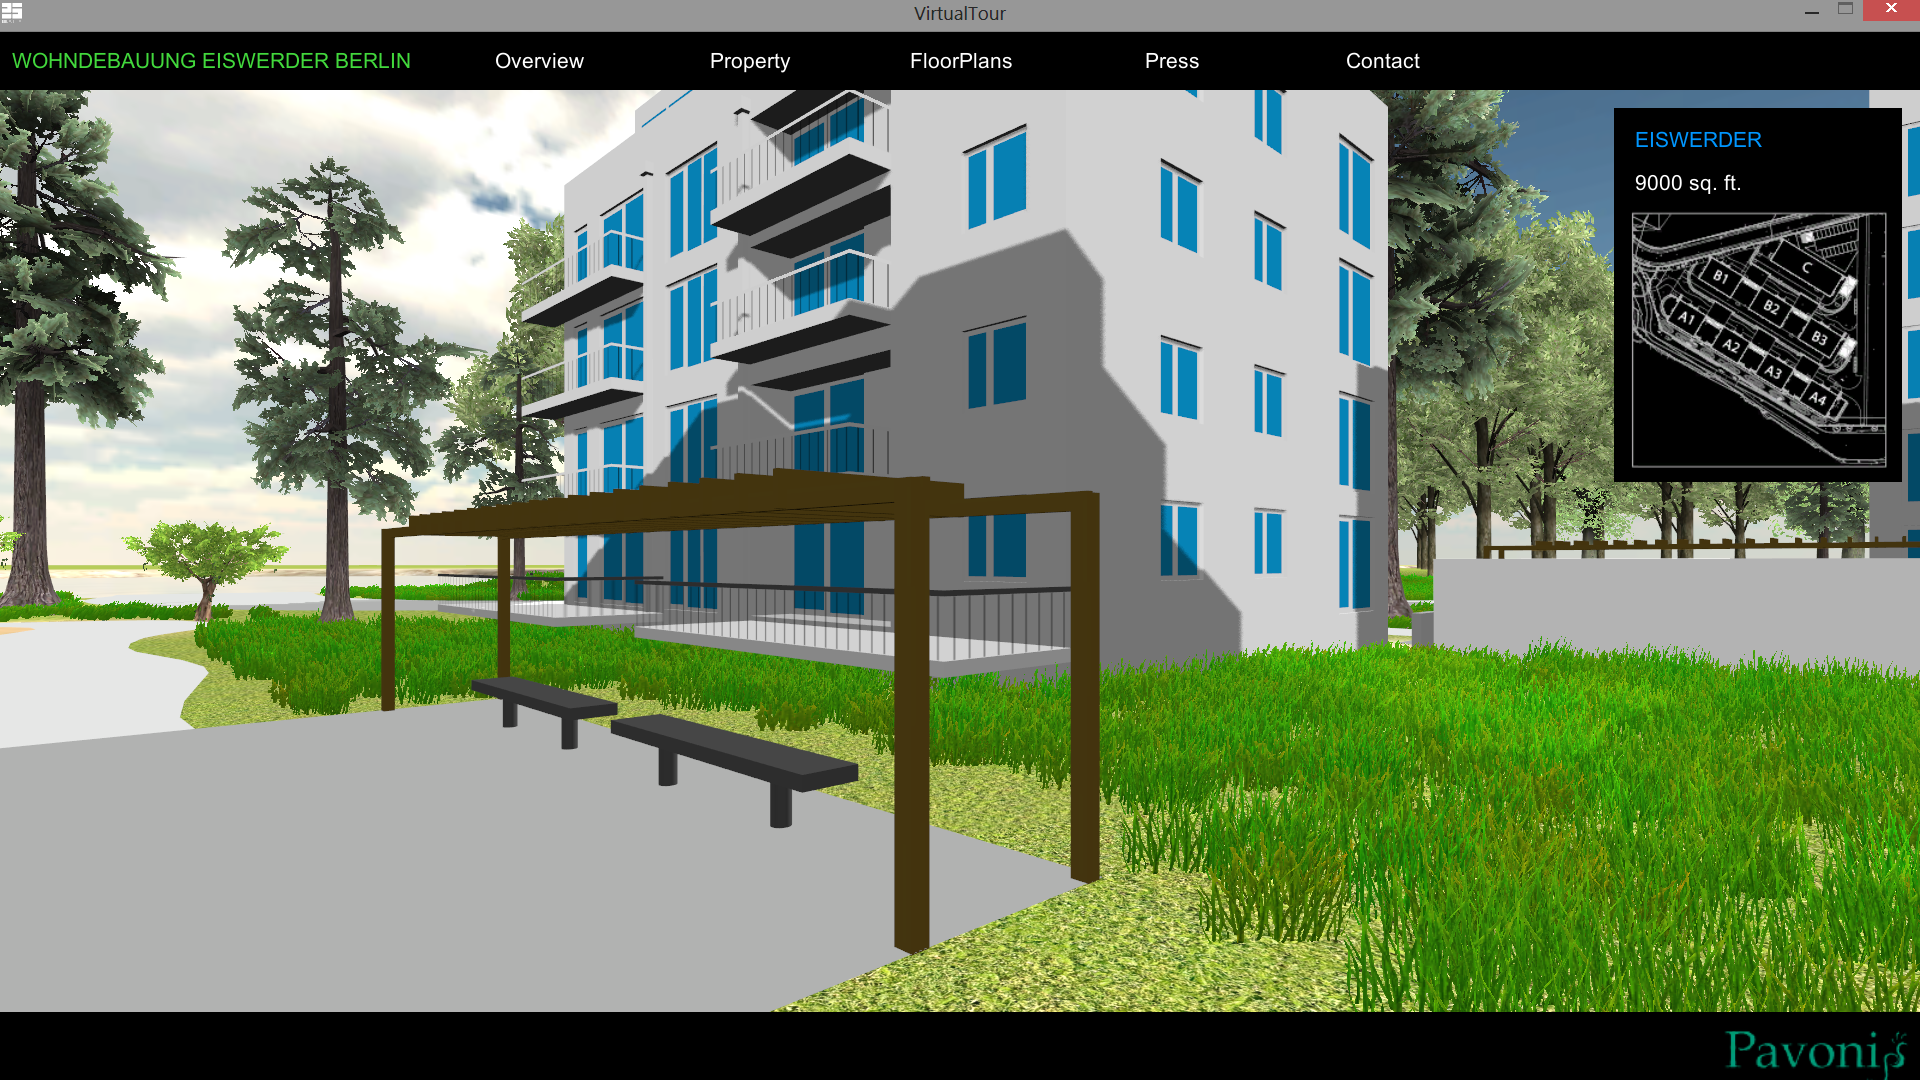 VirtualTour
WOHNDEBAUUNG EISWERDER BERLIN Overview Property FloorPlans Press Contact
EISWERDER
9000 sq. ft.
C
B1
B2
B3
A1
A2
A3
A4
Pavonis